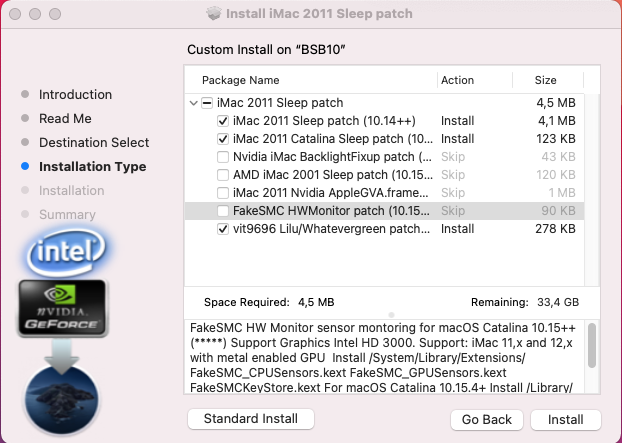 Install iMac 2011 Sleep patch
Custom Install on “BSB10”
Introduction
Read Me
Destination Select
Installation Type
Installation
Summary
intel
NVIDIA.
GEFORCE
Package Name Action Size
iMac 2011 Sleep patch 4,5 MB
iMac 2011 Sleep patch (10.14++) Install 4,1 MB
iMac 2011 Catalina Sleep patch (10... Install 123 KB
Nvidia iMac BacklightFixup patch (... Skip 43 KB
AMD iMac 2001 Sleep patch (10.15... Skip 120 KB
iMac 2011 Nvidia AppleGVA.frame... Skip 1 MB
FakeSMC HWMonitor patch (10.15... Skip 90 KB
vit9696 Lilu/Whatevergreen patch... Install 278 KB
Space Required: 4,5 MB Remaining: 33,4 GB
FakeSMC HW Monitor sensor montoring for macOS Catalina 10.15++
(*****) Support Graphics Intel HD 3000. Support: iMac 11,x and 12,x
with metal enabled GPU Install /System/Library/Extensions/
FakeSMC_CPUSensors.kext FakeSMC_GPUSensors.kext
FakeSMCKeyStore.kext For macOS Catalina 10.15.4+ Install /Library/
Standard Install Go Back Install